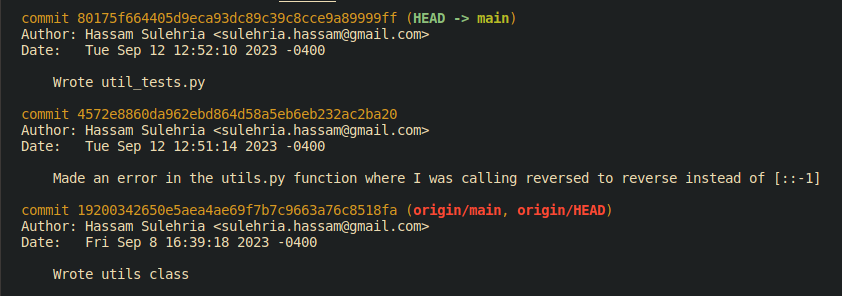 commit 80175f664405d9eca93dc89c39c8cce9a89999ff (HEAD -> main)
Author: Hassam Sulehria <sulehria.hassam@gmail.com>
Date:   Tue Sep 12 12:52:10 2023 -0400
Wrote util_tests.py
commit 4572e8860da962ebd864d58a5eb6eb232ac2ba20
Author: Hassam Sulehria <sulehria.hassam@gmail.com>
Date:   Tue Sep 12 12:51:14 2023 -0400
Made an error in the utils.py function where I was calling reversed to reverse instead of [::-1]
commit 19200342650e5aea4ae69f7b7c9663a76c8518fa (origin/main, origin/HEAD)
Author: Hassam Sulehria <sulehria.hassam@gmail.com>
Date:   Fri Sep 8 16:39:18 2023 -0400
Wrote utils class